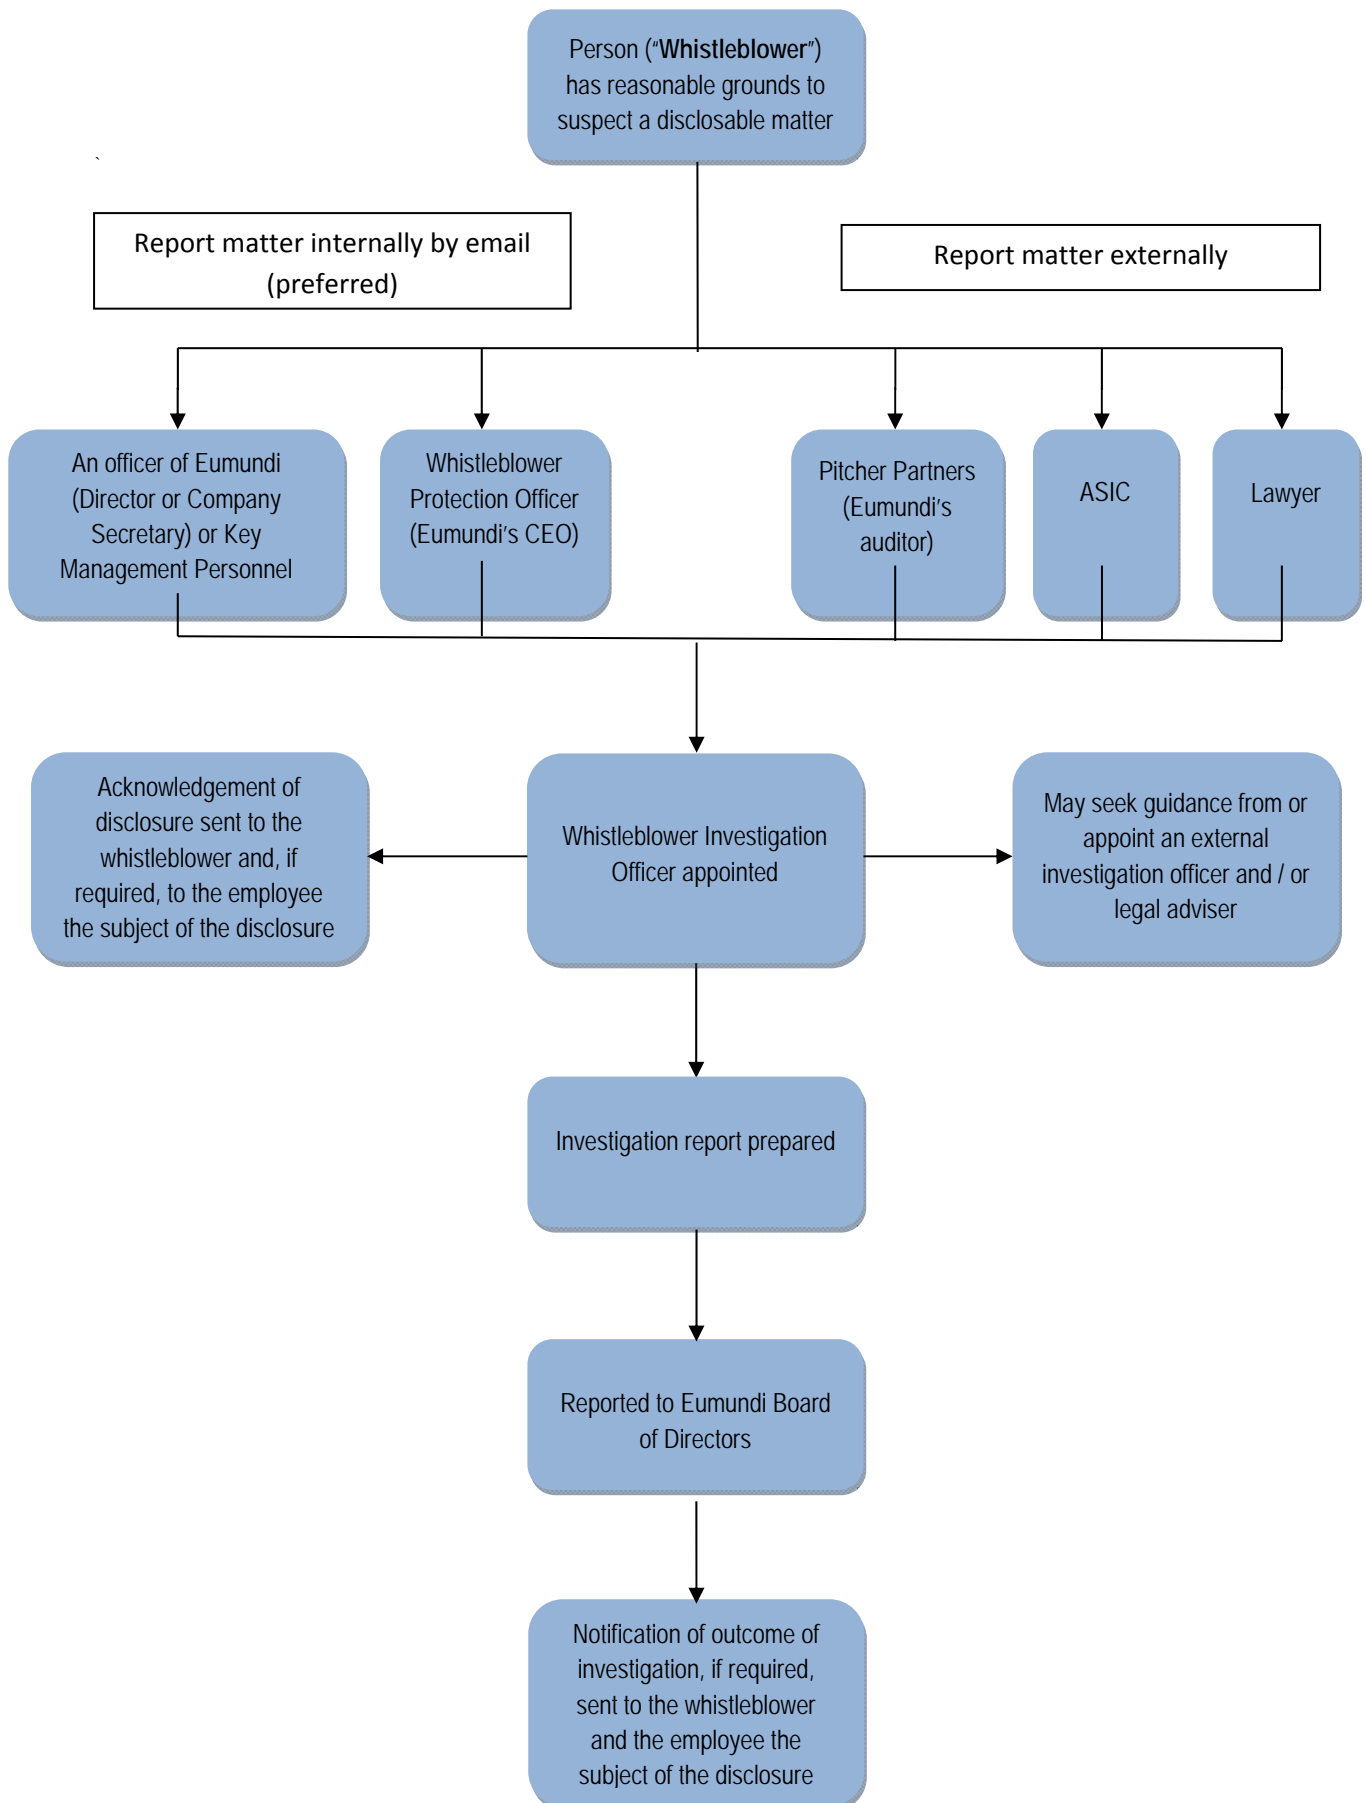 Person (“Whistleblower”)
has reasonable grounds to
suspect a disclosable matter
`
Report matter internally by email
(preferred)
Report matter externally
An officer of Eumundi
(Director or Company
Secretary) or Key
Management Personnel
Whistleblower
Protection Officer
(Eumundi’s CEO)
Pitcher Partners
(Eumundi’s
auditor)
ASIC
Lawyer
Acknowledgement of
disclosure sent to the
whistleblower and, if
required, to the employee
the subject of the disclosure
Whistleblower Investigation
Officer appointed
May seek guidance from or
appoint an external
investigation officer and / or
legal adviser
Investigation report prepared
Reported to Eumundi Board
of Directors
Notification of outcome of
investigation, if required,
sent to the whistleblower
and the employee the
subject of the disclosure